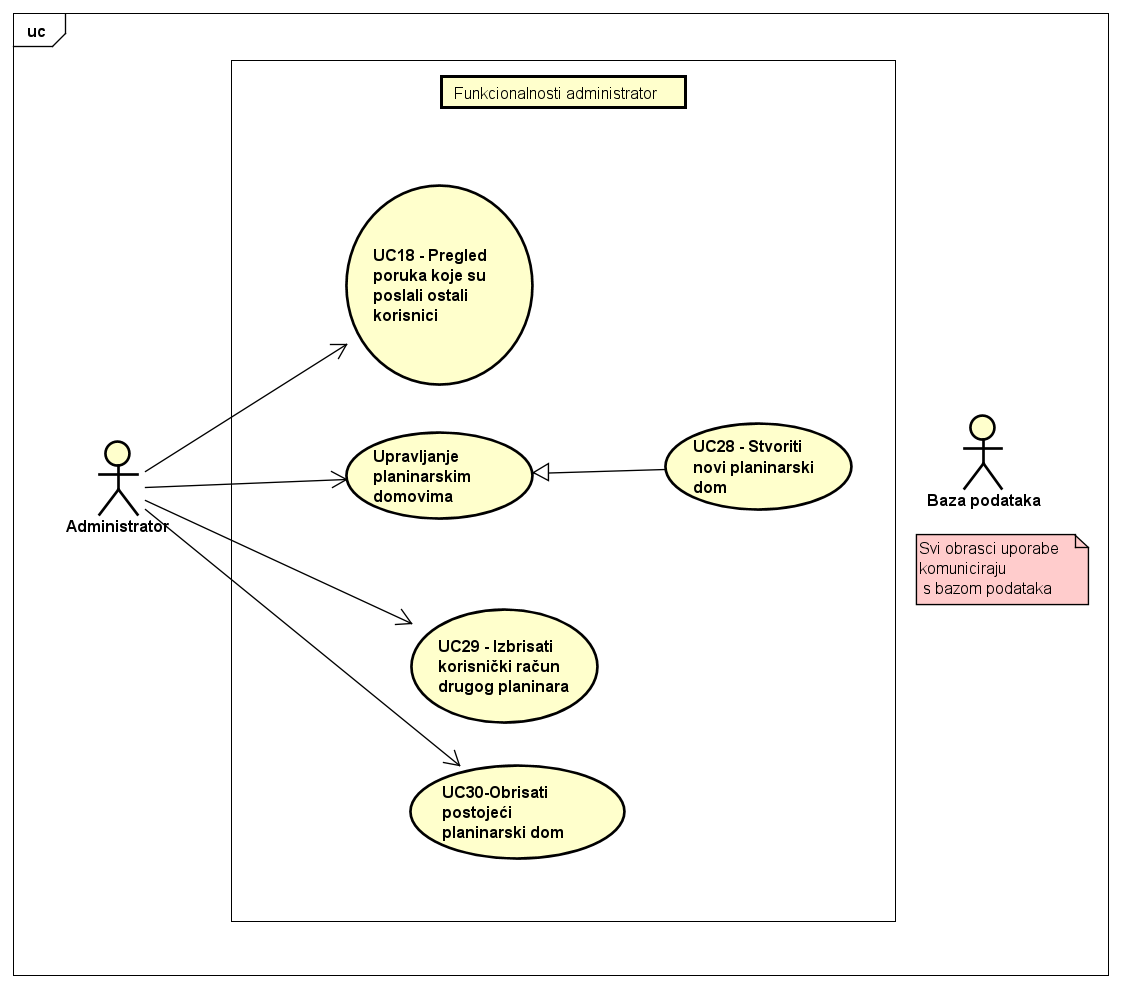 uc
Funkcionalnosti administrator
UC18 - Pregled
poruka koje su
poslali ostali
korisnici
Upravljanje
planinarskim
domovima
UC28 - Stvoriti
novi planinarski
dom
Administrator
Baza podataka
Svi obrasci uporabe
komuniciraju
s bazom podataka
UC29 - Izbrisati
korisnički račun
drugog planinara
UC30-Obrisati
postojeći
planinarski dom